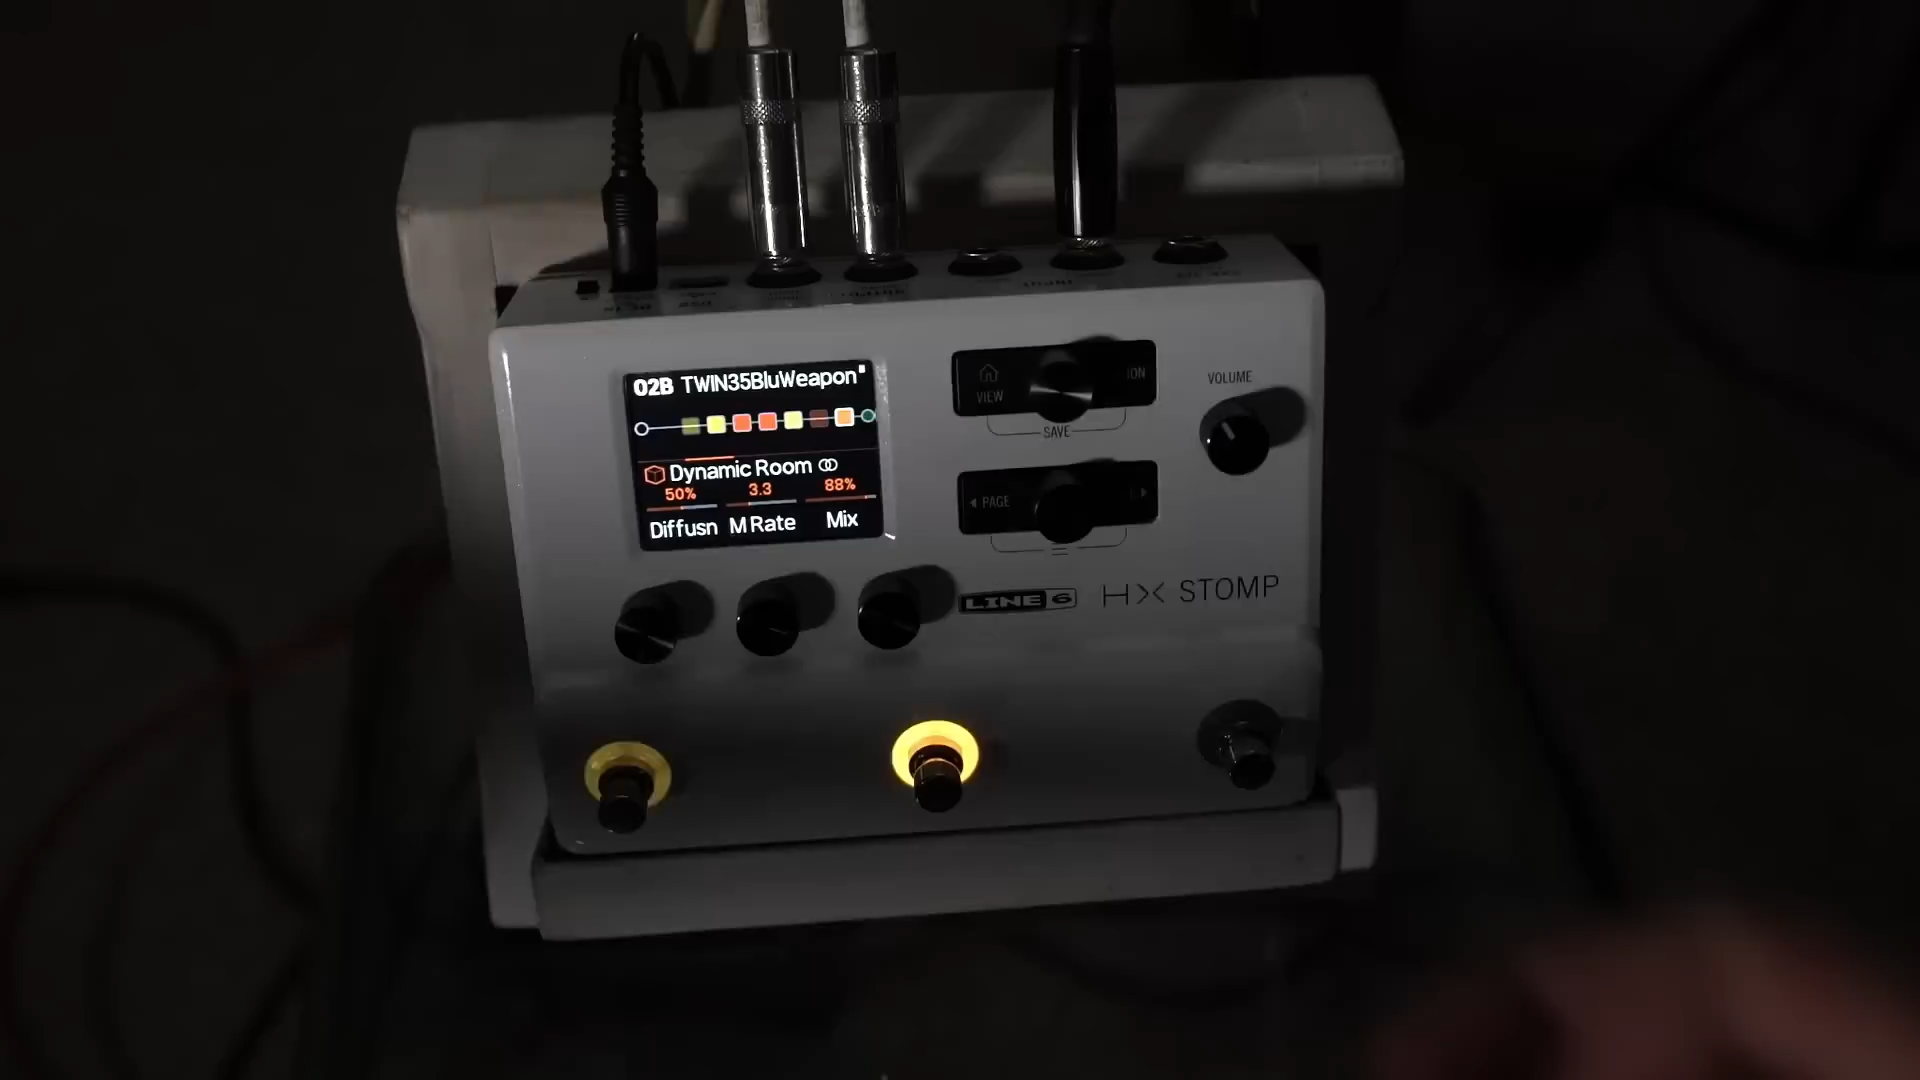 02B TWIN35BluWeapon
Dynamic Room
50% 3.3 88%
Diffusn M Rate Mix
VIEW
SAVE
PAGE
VOLUME
LINE 6 HX STOMP